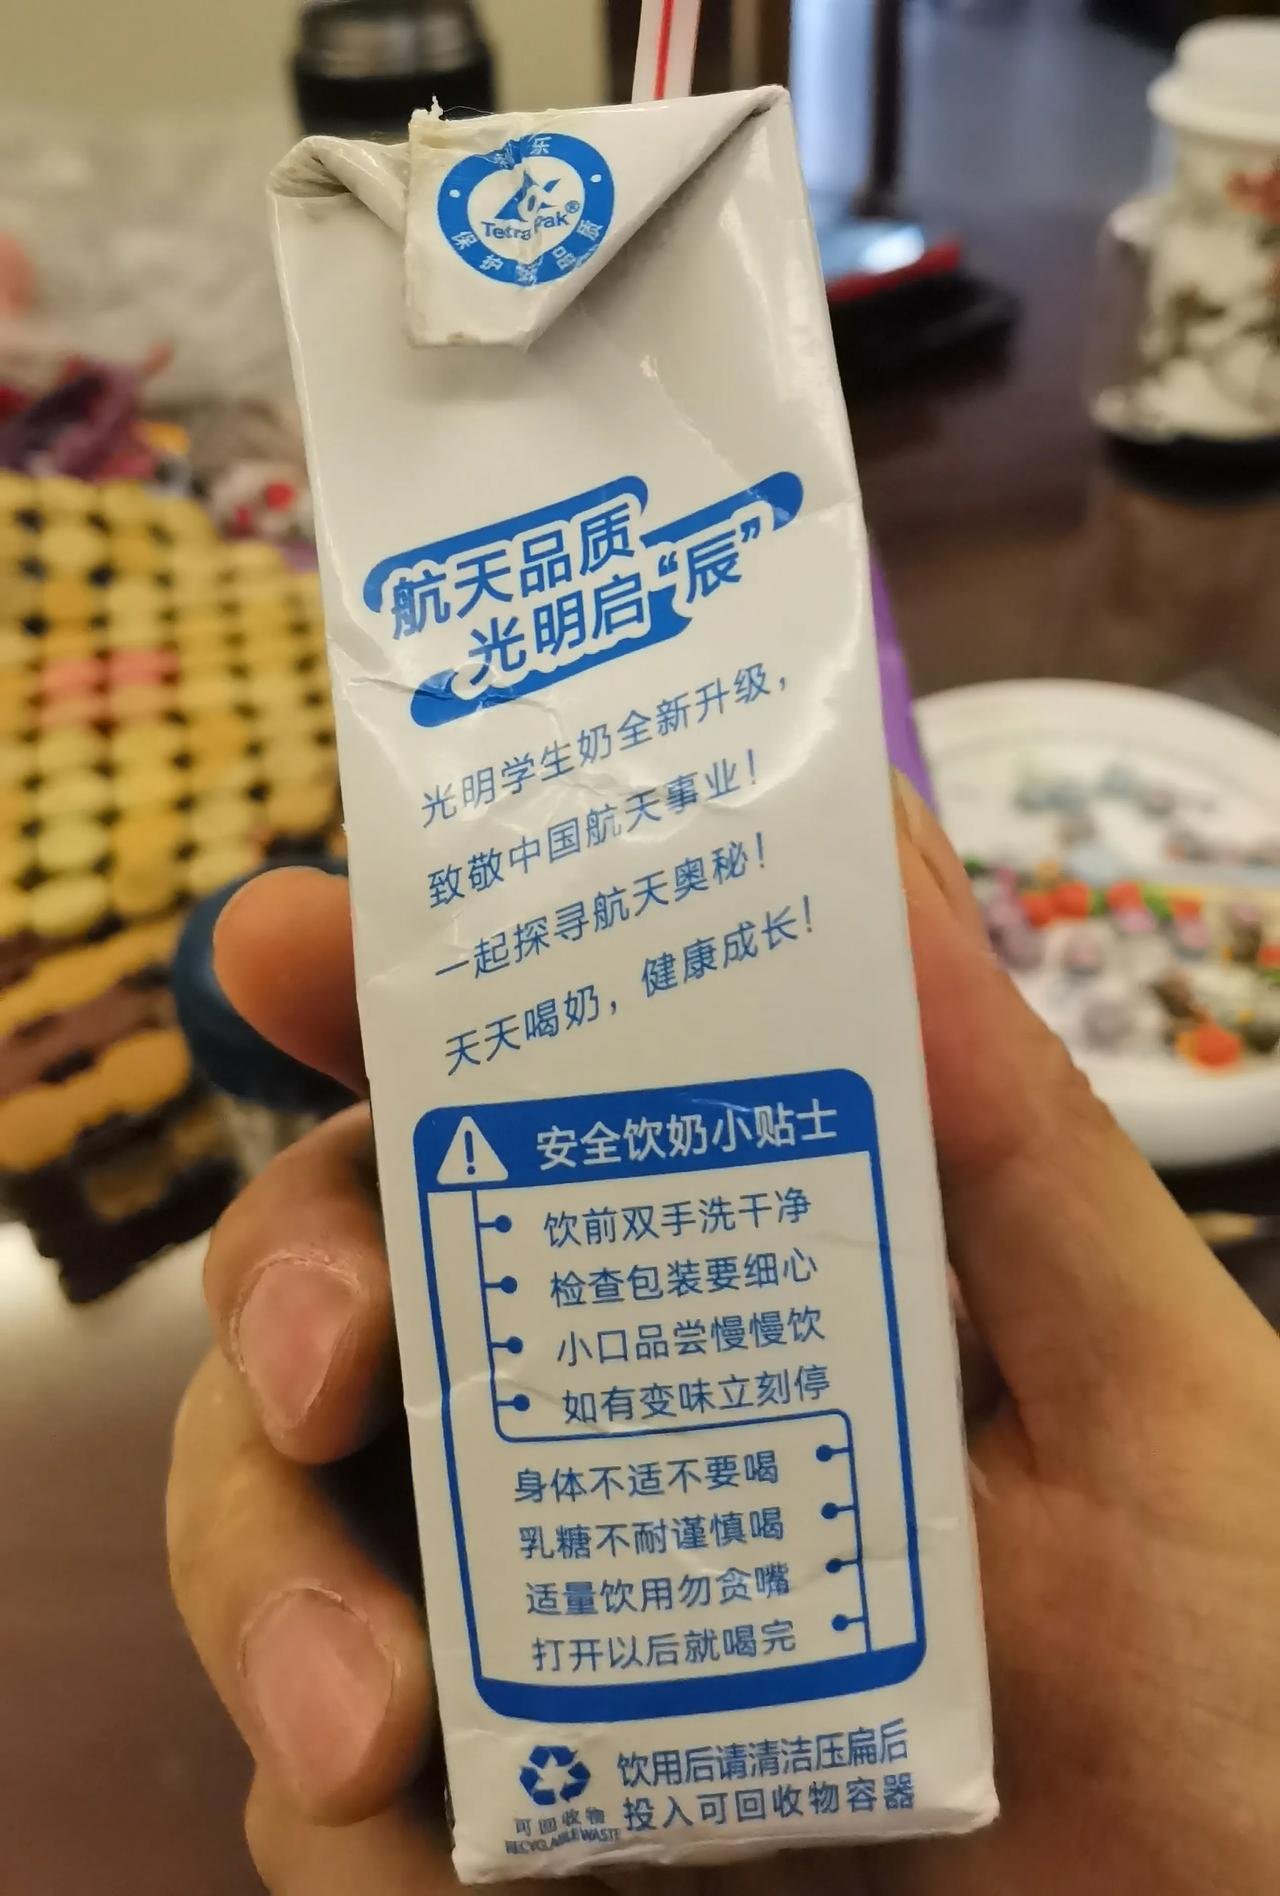 利乐
Tetra Pak®
保护好品质
航天品质
光明启“辰”
光明学生奶全新升级，
致敬中国航天事业！
一起探寻航天奥秘！
天天喝奶，健康成长！
安全饮奶小贴士
饮前双手洗干净
检查包装要细心
小口品尝慢慢饮
如有变味立刻停
身体不适不要喝
乳糖不耐谨慎喝
适量饮用勿贪嘴
打开以后就喝完
饮用后请清洁压扁后
投入可回收物容器
可回收物
RECYCLABLE WASTE